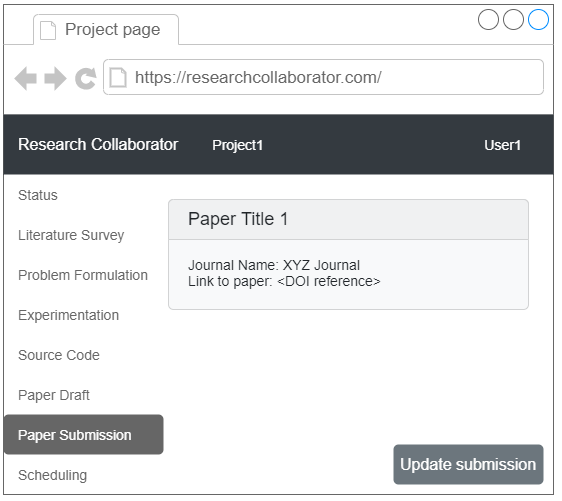 Project page
https://researchcollaborator.com/
Research Collaborator Project1 User1
Status
Literature Survey
Problem Formulation
Experimentation
Source Code
Paper Draft
Paper Submission
Scheduling
Paper Title 1
Journal Name: XYZ Journal
Link to paper: <DOI reference>
Update submission